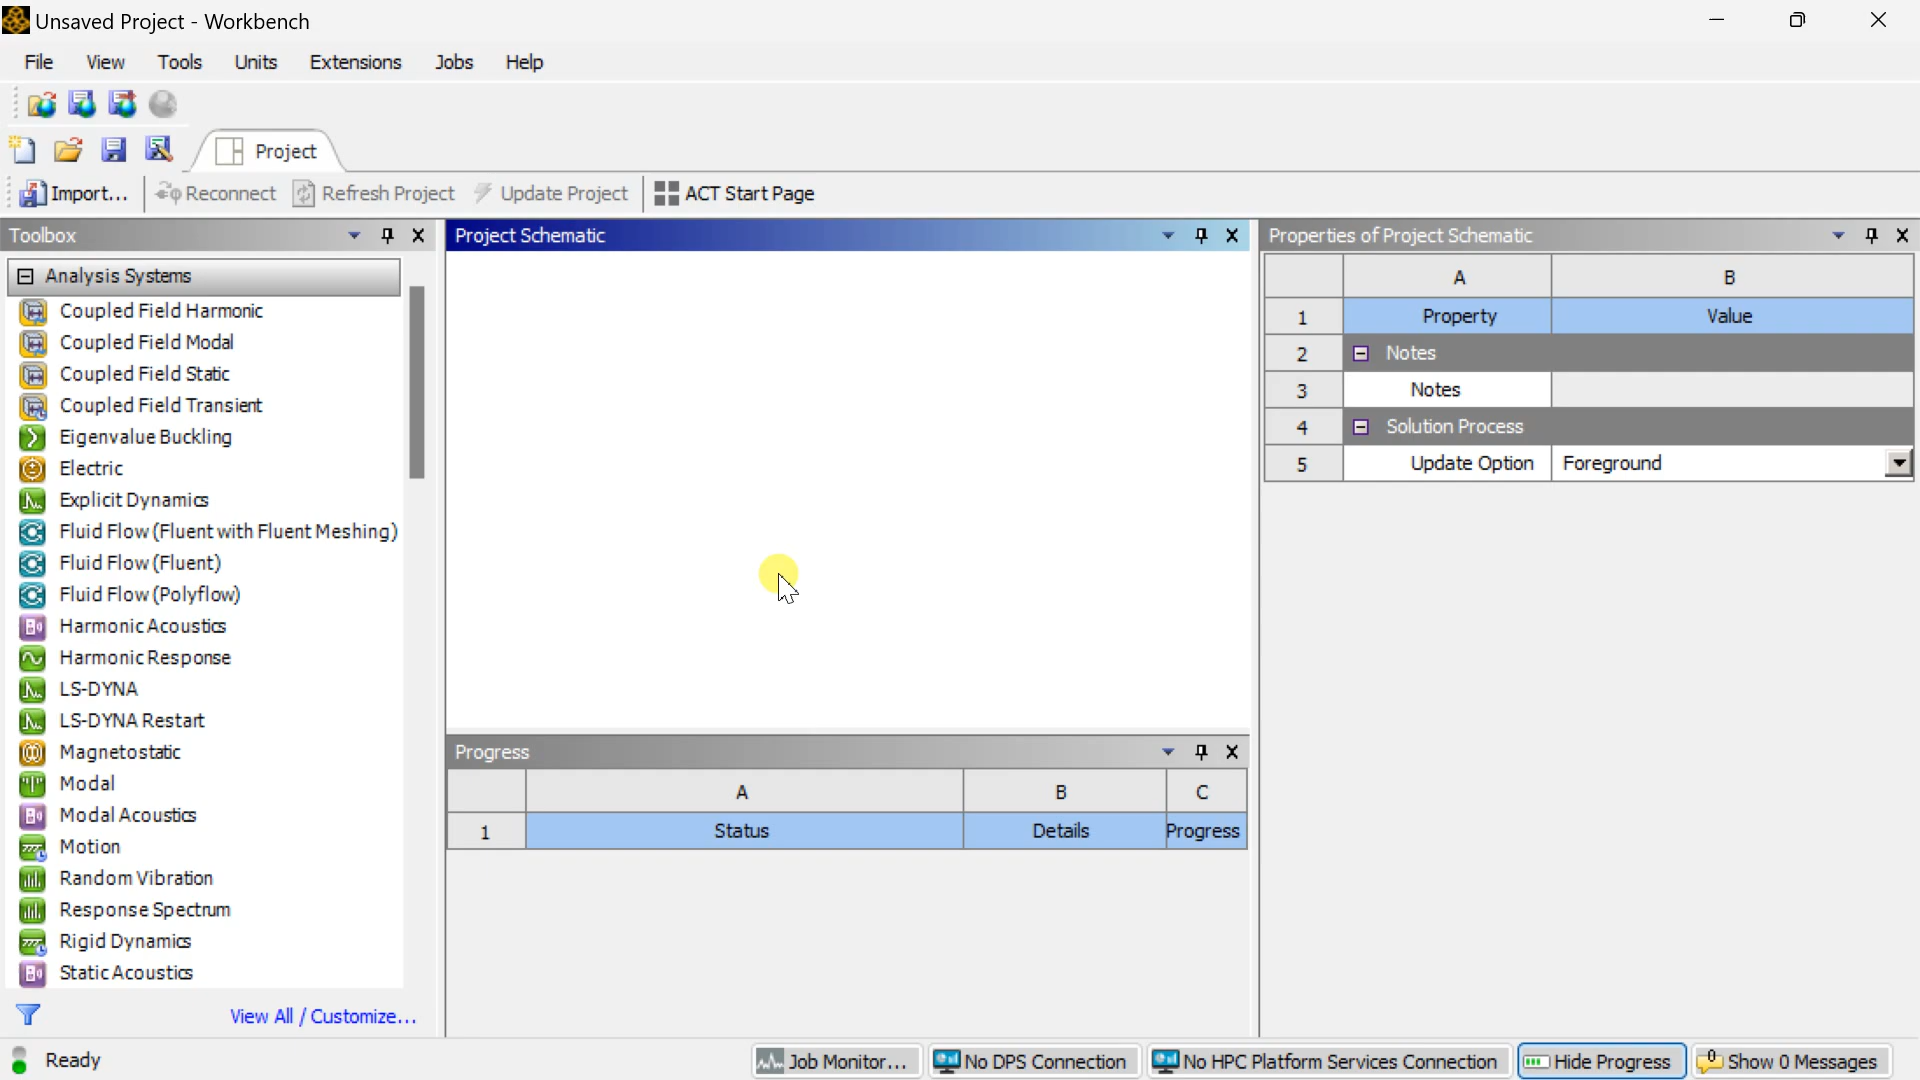 Unsaved Project - Workbench
File View Tools Units Extensions Jobs Help
Project
Import... Reconnect Refresh Project Update Project ACT Start Page
Toolbox
Analysis Systems
Coupled Field Harmonic
Coupled Field Modal
Coupled Field Static
Coupled Field Transient
Eigenvalue Buckling
Electric
Explicit Dynamics
Fluid Flow (Fluent with Fluent Meshing)
Fluid Flow (Fluent)
Fluid Flow (Polyflow)
Harmonic Acoustics
Harmonic Response
LS-DYNA
LS-DYNA Restart
Magnetostatic
Modal
Modal Acoustics
Motion
Random Vibration
Response Spectrum
Rigid Dynamics
Static Acoustics
View All / Customize...
Project Schematic
Progress
A B C
1 Status Details Progress
Properties of Project Schematic
A B
1 Property Value
2 Notes
3 Notes
4 Solution Process
5 Update Option Foreground
Ready Job Monitor... No DPS Connection No HPC Platform Services Connection Hide Progress 0 Show 0 Messages